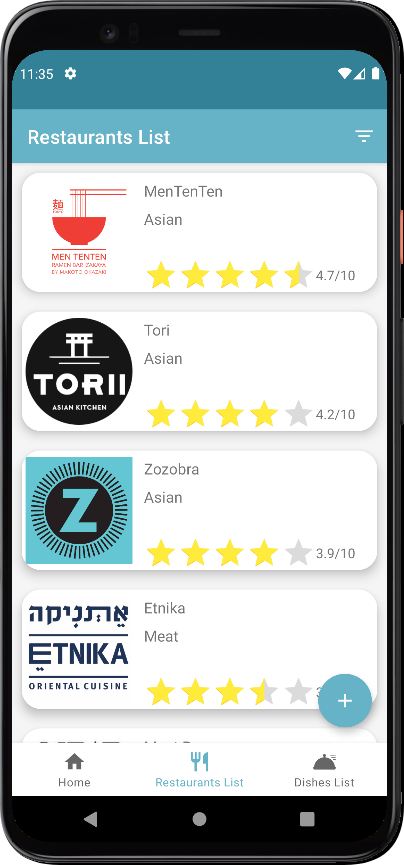 11:35
Restaurants List
麺
MEN TENTEN
RAMEN BAR IZAKAYA
BY MAKOTO OKAZAKI
MenTenTen
Asian
4.7/10
TORII
ASIAN KITCHEN
Tori
Asian
4.2/10
Z
Zozobra
Asian
3.9/10
אֶתְנִיקָה
ETNIKA
ORIENTAL CUISINE
Etnika
Meat
+
Home
Restaurants List
Dishes List